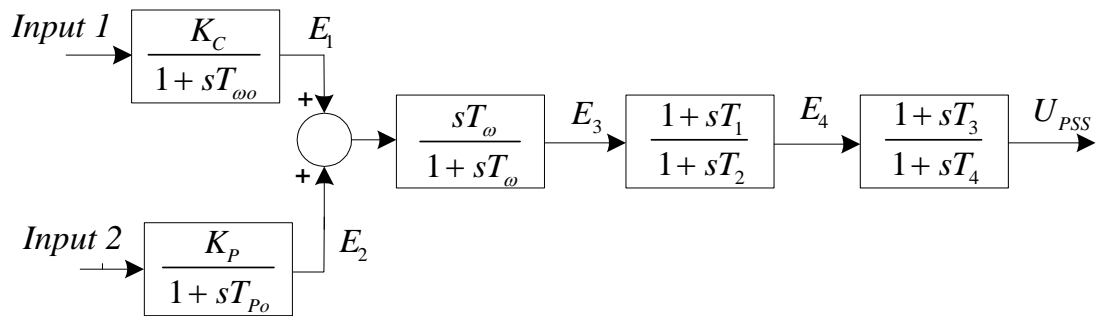 Input 1
K_C
1 + sT_ωo
E_1
+
+
sT_ω
1 + sT_ω
E_3
1 + sT_1
1 + sT_2
E_4
1 + sT_3
1 + sT_4
U_PSS
Input 2
K_P
1 + sT_Po
E_2